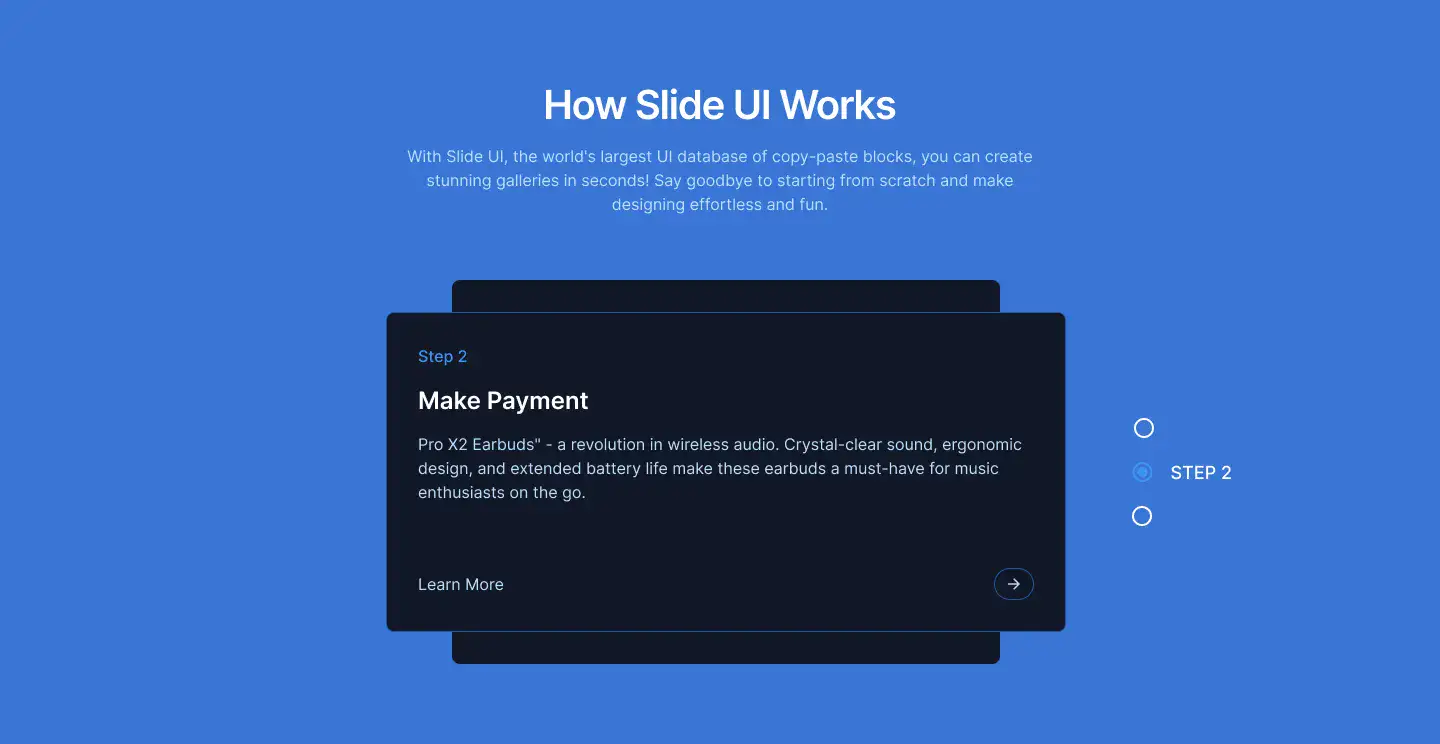 How Slide UI Works
With Slide UI, the world's largest UI database of copy-paste blocks, you can create
stunning galleries in seconds! Say goodbye to starting from scratch and make
designing effortless and fun.
Step 2
Make Payment
Pro X2 Earbuds" - a revolution in wireless audio. Crystal-clear sound, ergonomic
design, and extended battery life make these earbuds a must-have for music
enthusiasts on the go.
Learn More
STEP 2